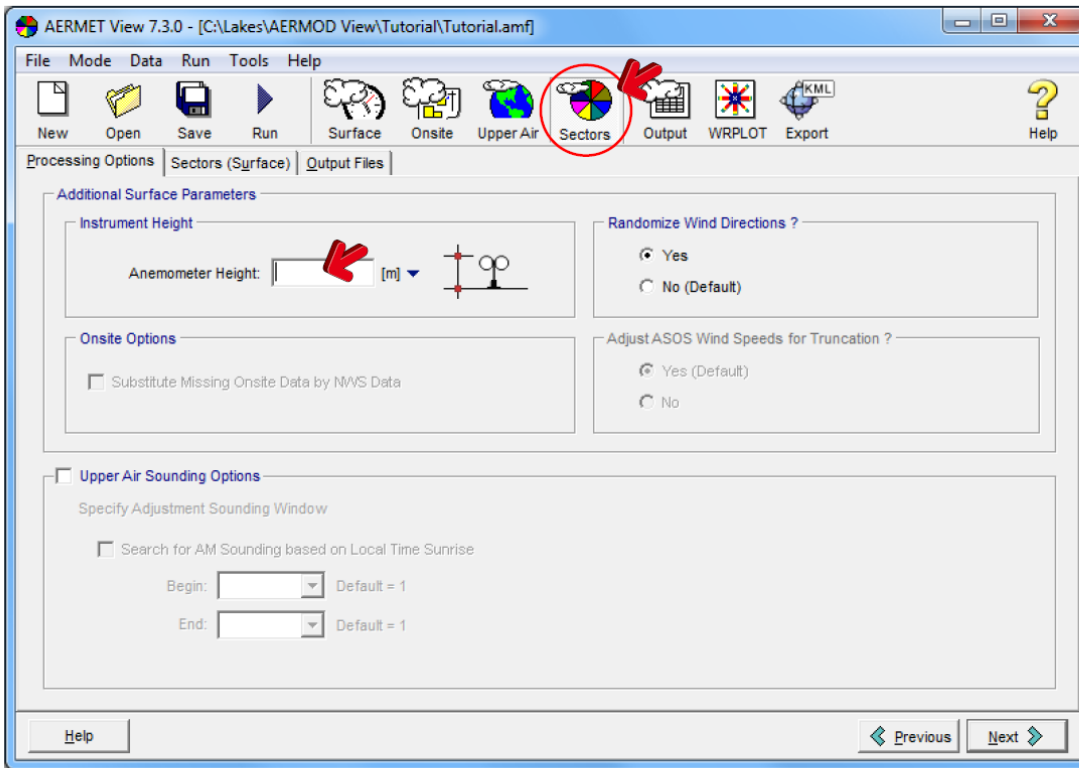 AERMET View 7.3.0 - [C:\Lakes\AERMOD View\Tutorial\Tutorial.amf]
File Mode Data Run Tools Help
KML
New Open Save Run Surface Onsite Upper Air Sectors Output WRPLOT Export Help
Processing Options Sectors (Surface) Output Files
Additional Surface Parameters
Instrument Height
Anemometer Height: [m]
Randomize Wind Directions ?
Yes
No (Default)
Onsite Options
Substitute Missing Onsite Data by NWS Data
Adjust ASOS Wind Speeds for Truncation ?
Yes (Default)
No
Upper Air Sounding Options
Specify Adjustment Sounding Window
Search for AM Sounding based on Local Time Sunrise
Begin: Default = 1
End: Default = 1
Help Previous Next